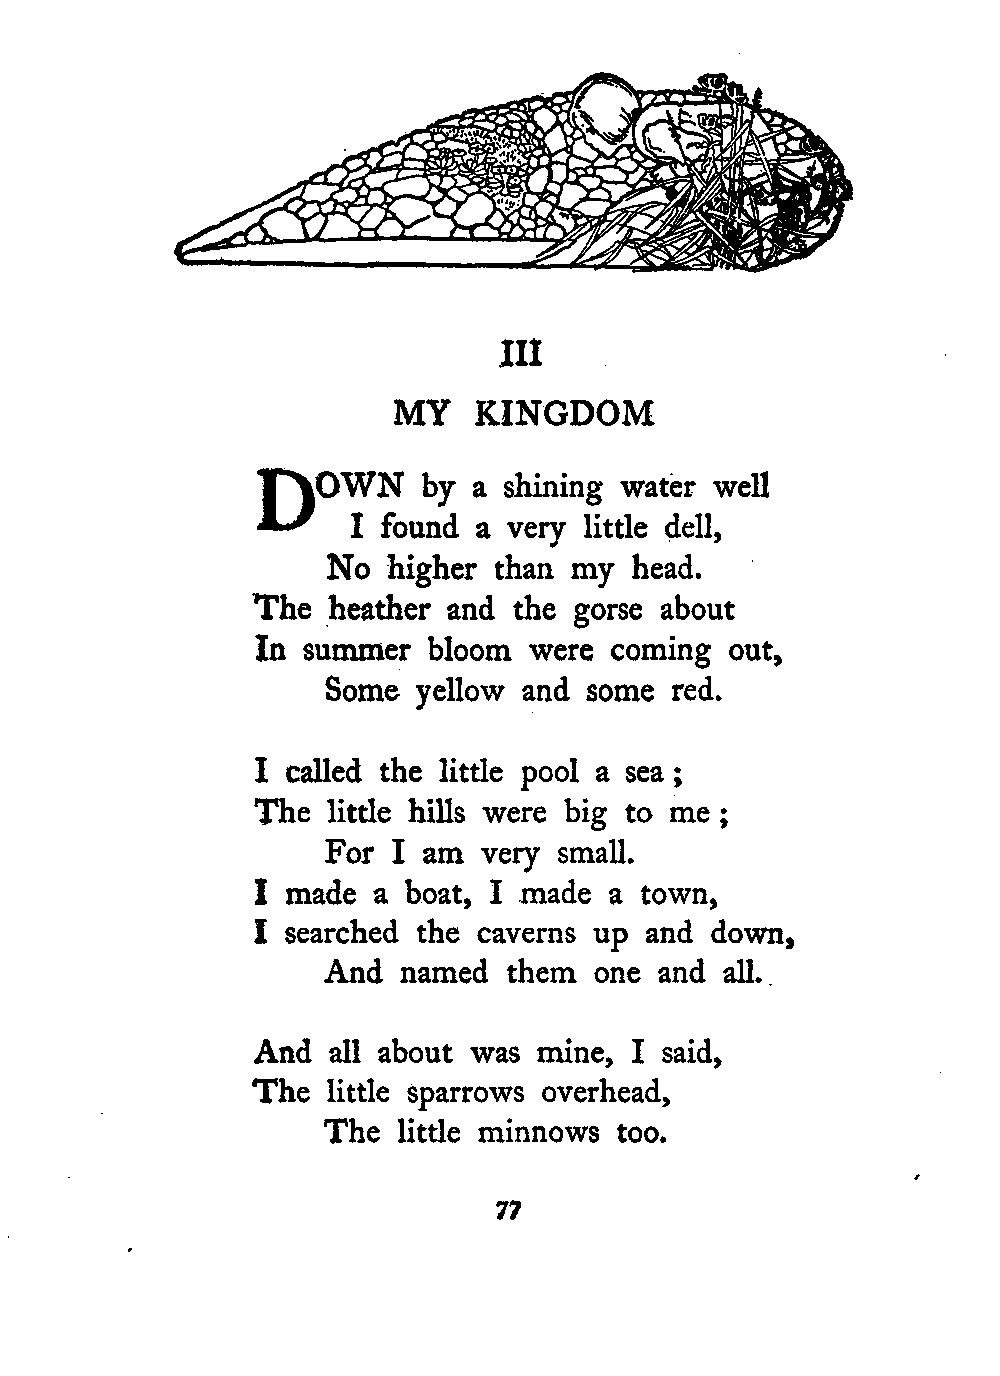 III
MY KINGDOM
DOWN by a shining water well
I found a very little dell,
No higher than my head.
The heather and the gorse about
In summer bloom were coming out,
Some yellow and some red.
I called the little pool a sea ;
The little hills were big to me ;
For I am very small.
I made a boat, I made a town,
I searched the caverns up and down,
And named them one and all.
And all about was mine, I said,
The little sparrows overhead,
The little minnows too.
77